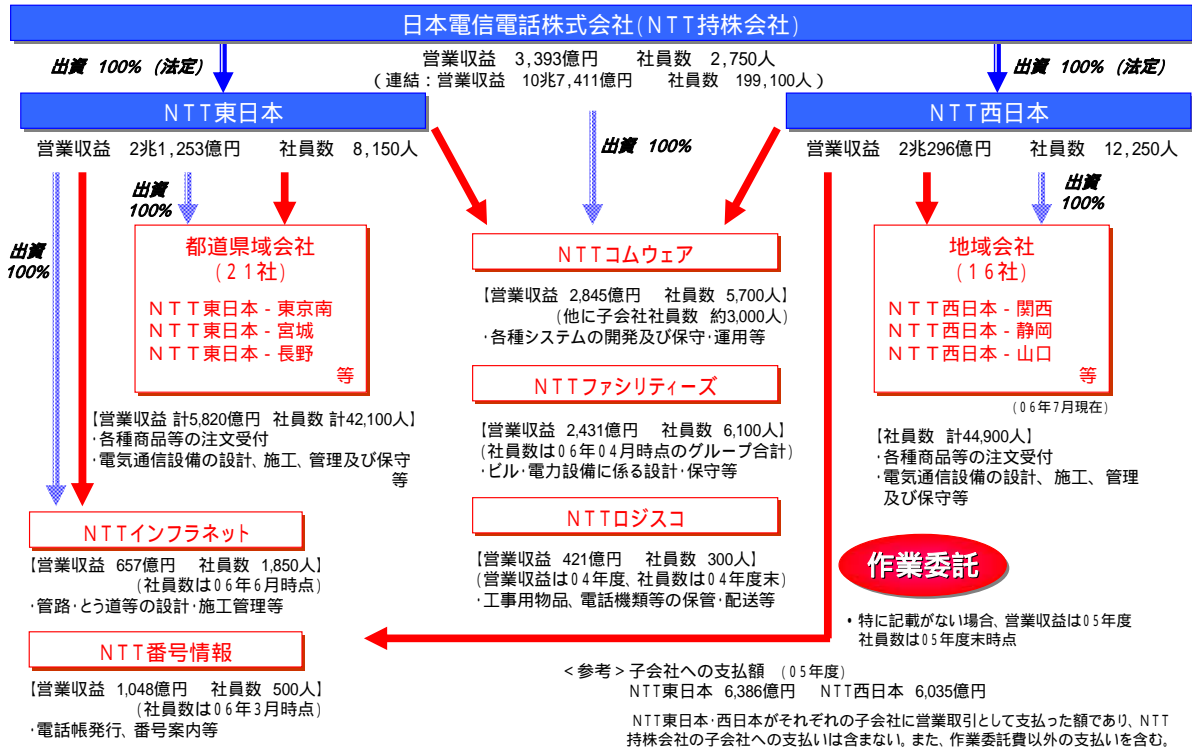 日本電信電話株式会社(NTT持株会社)
営業収益 3,393億円 社員数 2,750人
(連結:営業収益 10兆7,411億円 社員数 199,100人)
出資 100% (法定)
出資 100% (法定)
NTT東日本
営業収益 2兆1,253億円 社員数 8,150人
NTT西日本
営業収益 2兆296億円 社員数 12,250人
出資 100%
出資
100%
出資
100%
出資
100%
都道県域会社
(21社)
NTT東日本-東京南
NTT東日本-宮城
NTT東日本-長野
等
【営業収益 計5,820億円 社員数 計42,100人】
・各種商品等の注文受付
・電気通信設備の設計、施工、管理及び保守
等
NTTインフラネット
【営業収益 657億円 社員数 1,850人】
(社員数は06年6月時点)
・管路・とう道等の設計・施工管理等
NTT番号情報
【営業収益 1,048億円 社員数 500人】
(社員数は06年3月時点)
・電話帳発行、番号案内等
NTTコムウェア
【営業収益 2,845億円 社員数 5,700人】
(他に子会社社員数 約3,000人)
・各種システムの開発及び保守・運用等
NTTファシリティーズ
【営業収益 2,431億円 社員数 6,100人】
(社員数は06年04月時点のグループ合計)
・ビル・電力設備に係る設計・保守等
NTTロジスコ
【営業収益 421億円 社員数 300人】
(営業収益は04年度、社員数は04年度末)
・工事用物品、電話機類等の保管・配送等
地域会社
(16社)
NTT西日本-関西
NTT西日本-静岡
NTT西日本-山口
等
(06年7月現在)
【社員数 計44,900人】
・各種商品等の注文受付
・電気通信設備の設計、施工、管理
及び保守等
作業委託
・特に記載がない場合、営業収益は05年度
社員数は05年度末時点
<参考>子会社への支払額 (05年度)
NTT東日本 6,386億円 NTT西日本 6,035億円
NTT東日本・西日本がそれぞれの子会社に営業取引として支払った額であり、NTT
持株会社の子会社への支払いは含まない。また、作業委託費以外の支払いを含む。